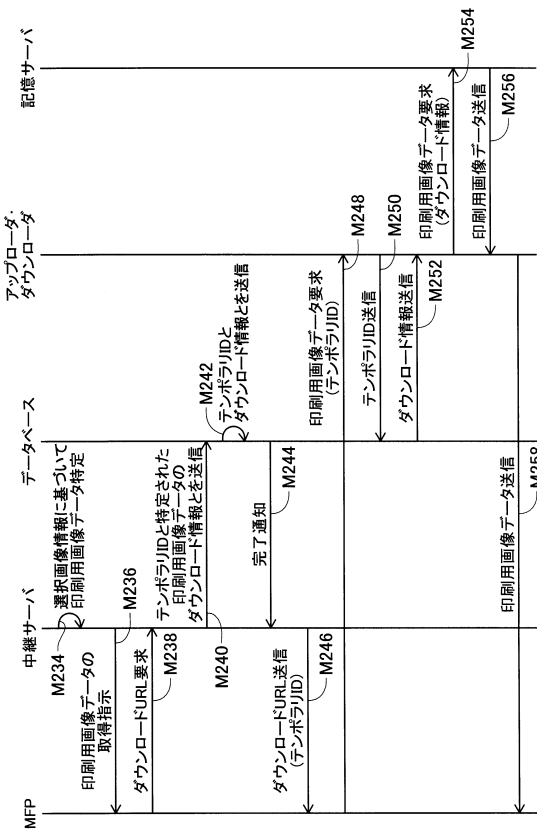 MFP
中継サーバ
データベース
アップローダ・
ダウンローダ
記憶サーバ
M234
選択画像情報に基づいて
印刷用画像データ特定
印刷用画像データの
取得指示
M236
ダウンロードURL要求
M238
テンポラリIDと特定された
印刷用画像データの
ダウンロード情報とを送信
M240
M242
テンポラリIDと
ダウンロード情報とを送信
完了通知
M244
ダウンロードURL送信
(テンポラリID)
M246
印刷用画像データ要求
(テンポラリID)
M248
テンポラリID送信
M250
ダウンロード情報送信
M252
印刷用画像データ要求
(ダウンロード情報)
M254
印刷用画像データ送信
M256
印刷用画像データ送信
M258